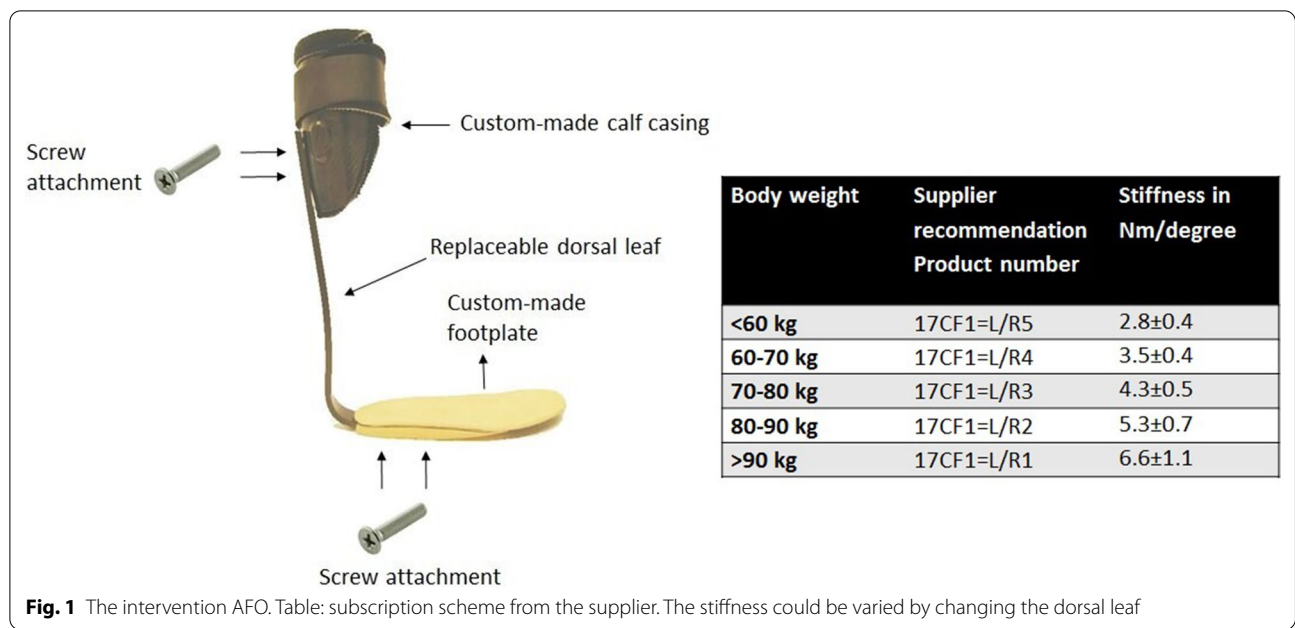 Custom-made calf casing
Screw
attachment
Replaceable dorsal leaf
Custom-made
footplate
Screw attachment
Body weight Supplier recommendation Product number Stiffness in Nm/degree
<60 kg 17CF1=L/R5 2.8±0.4
60-70 kg 17CF1=L/R4 3.5±0.4
70-80 kg 17CF1=L/R3 4.3±0.5
80-90 kg 17CF1=L/R2 5.3±0.7
>90 kg 17CF1=L/R1 6.6±1.1
Fig. 1 The intervention AFO. Table: subscription scheme from the supplier. The stiffness could be varied by changing the dorsal leaf